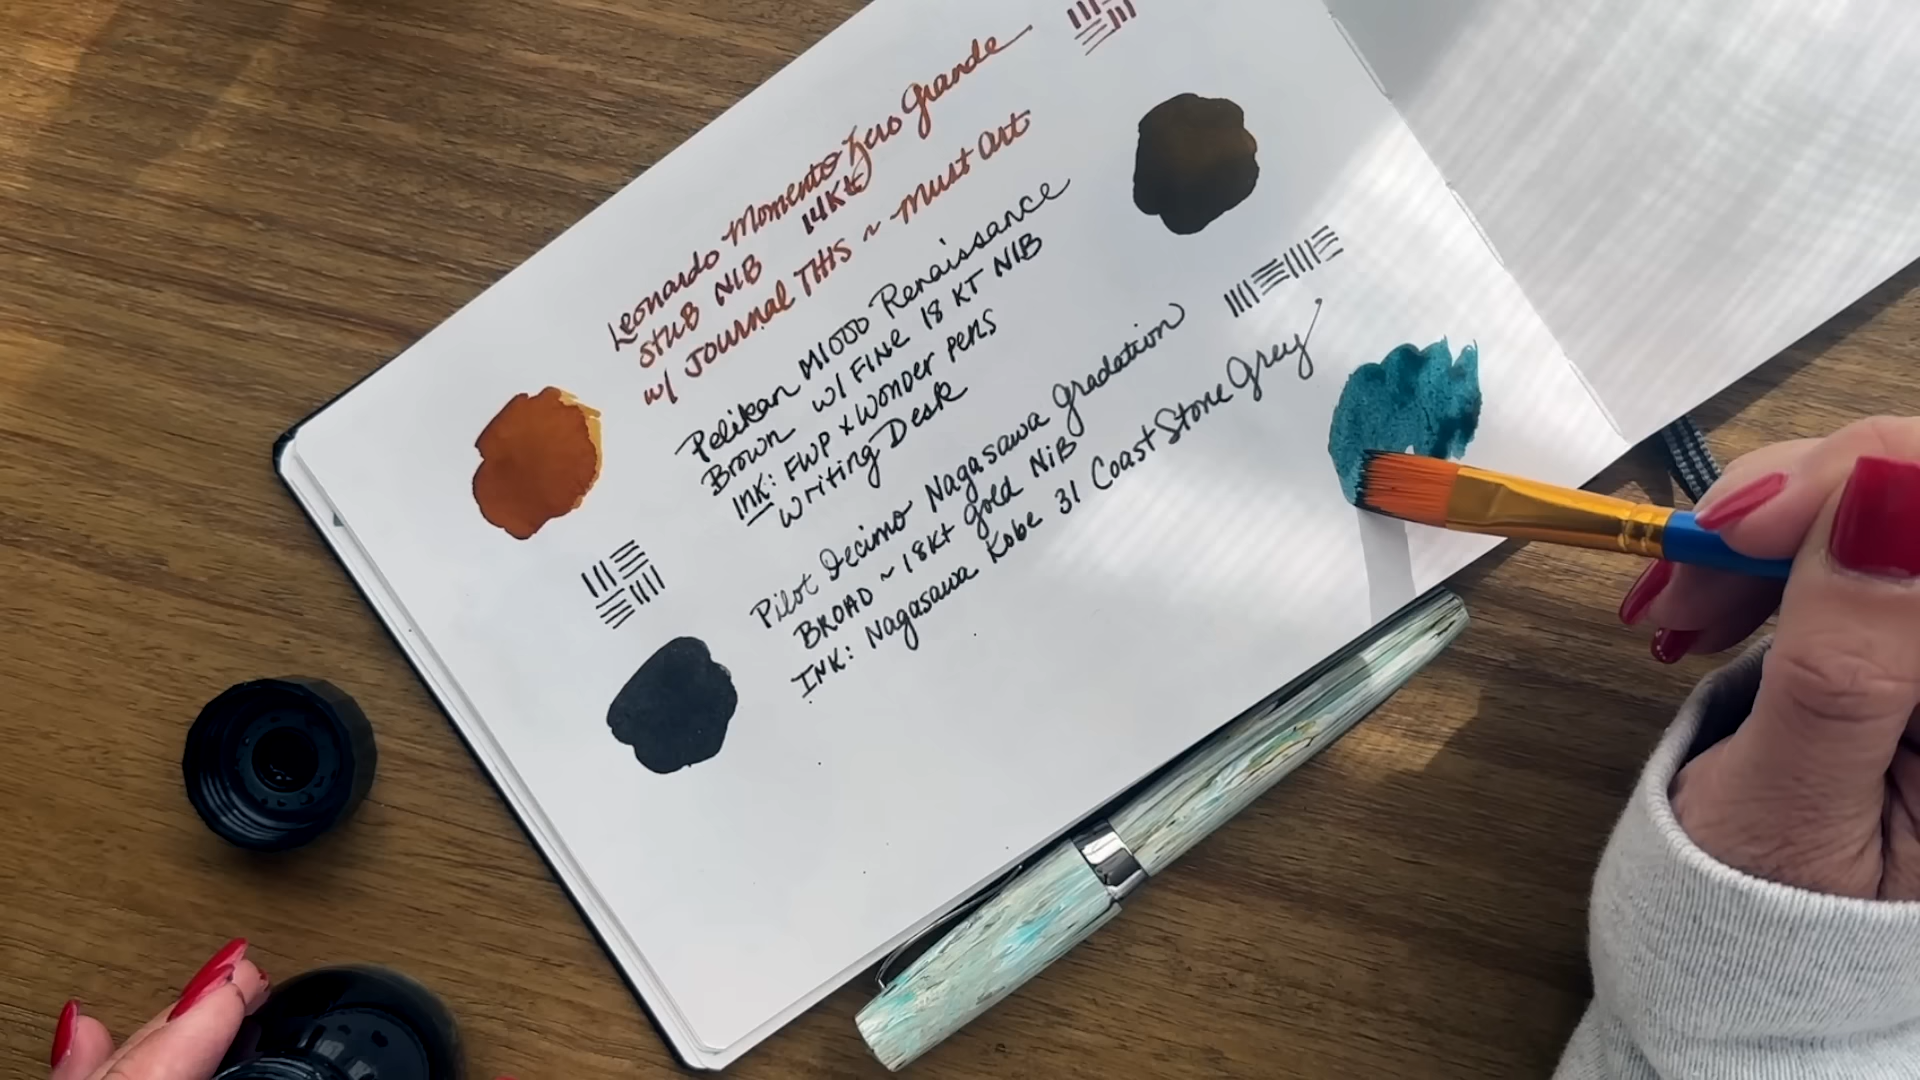 Leonardo Momento Zero Grande
STUB NIB 14Kt
w/ JOURNAL THIS ~ Must Art
Pelikan M1000 Renaissance
Brown w/ FINE 18 KT NIB
INK: FWP x Wonder Pens
Writing Desk
Pilot Decimo Nagasawa Gradation
BROAD ~ 18Kt Gold NiB
INK: Nagasawa Kobe 31 Coast Stone Grey